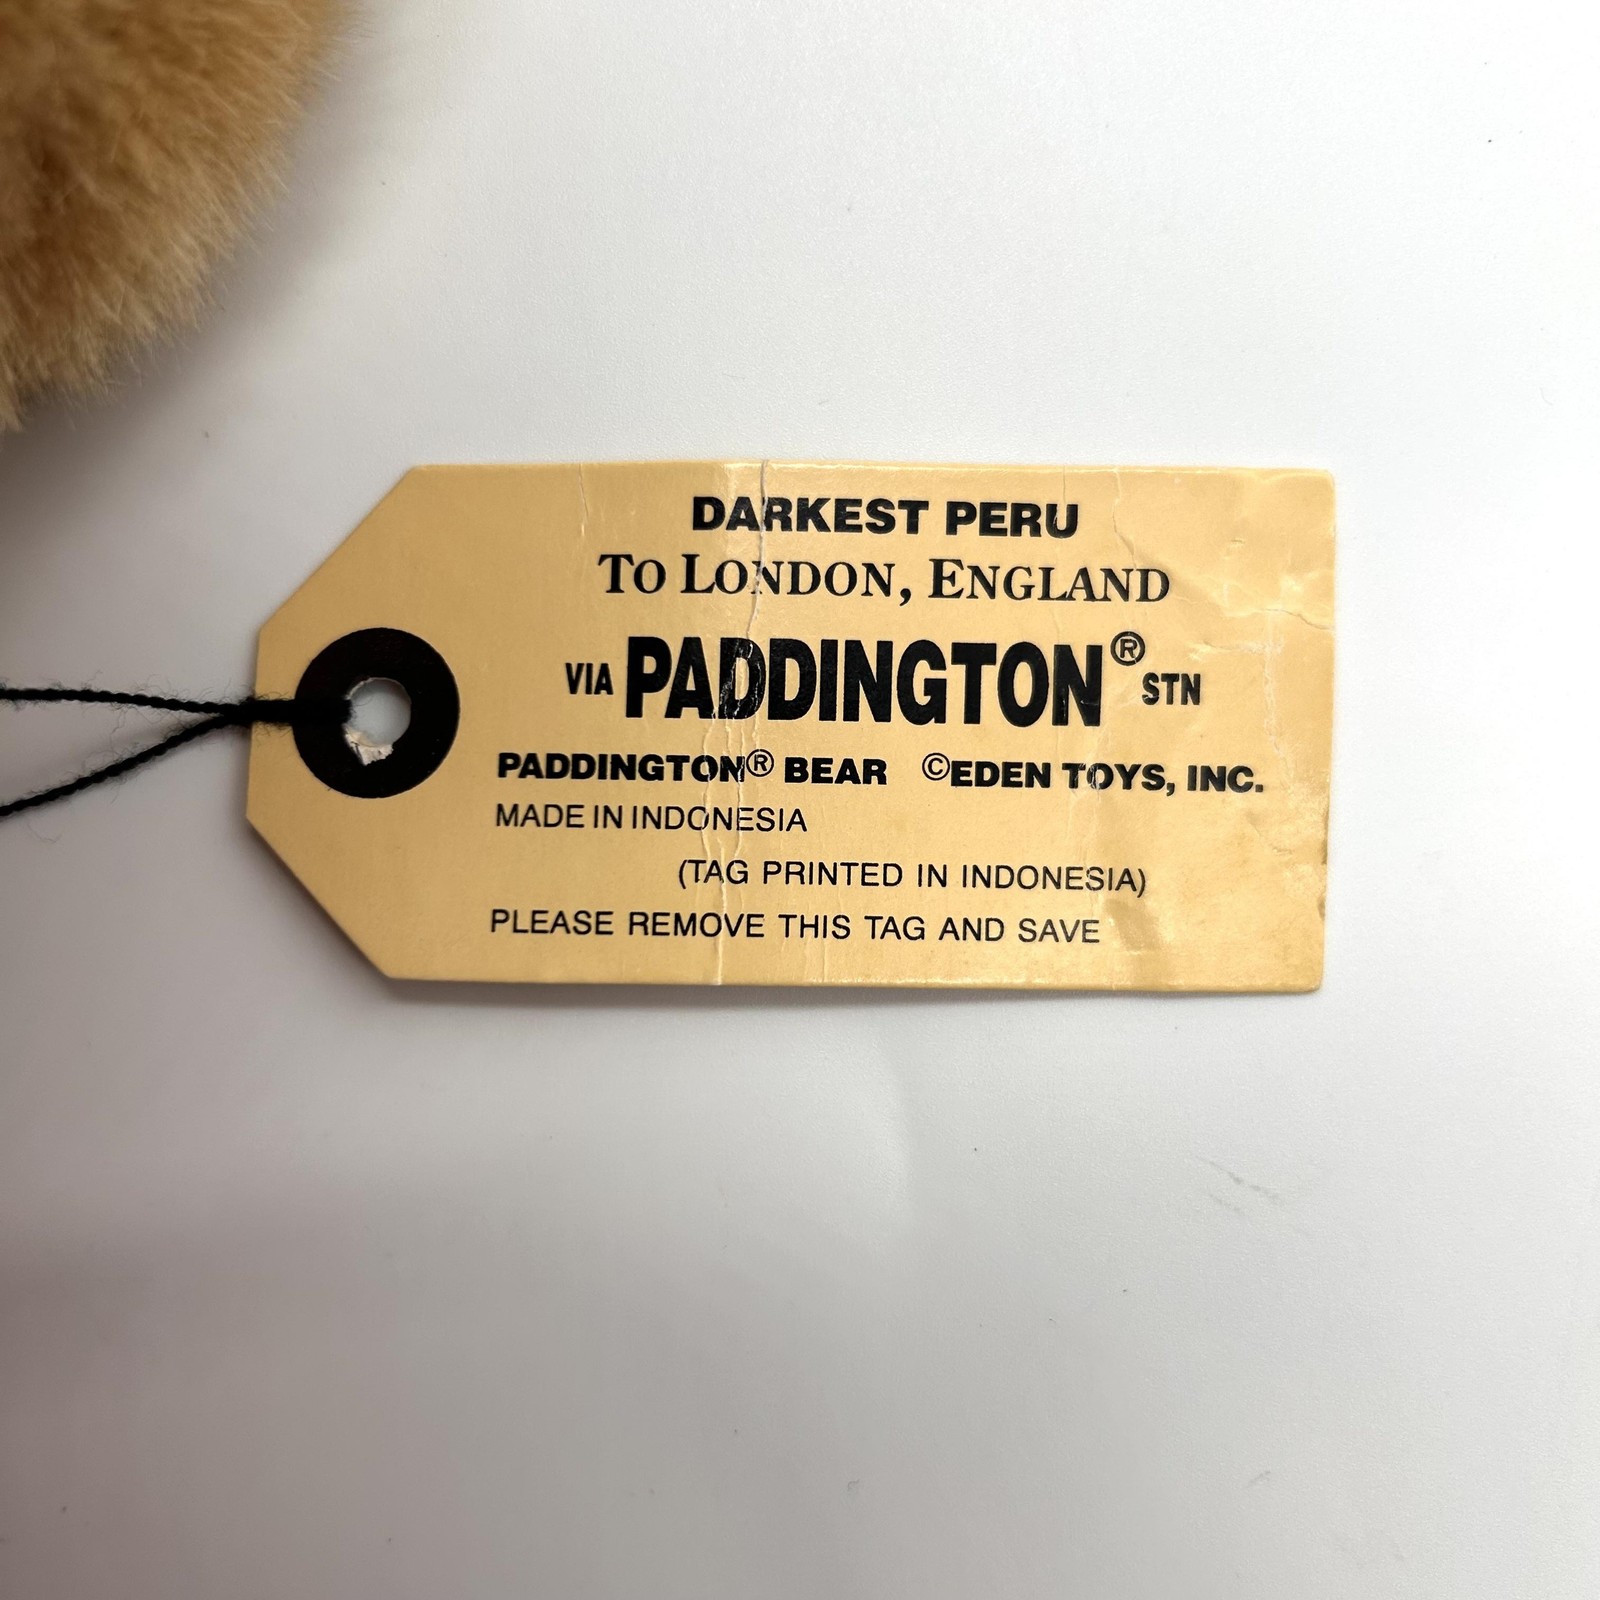 DARKEST PERU
TO LONDON, ENGLAND
VIA PADDINGTON® STN
PADDINGTON® BEAR ©EDEN TOYS, INC.
MADE IN INDONESIA
(TAG PRINTED IN INDONESIA)
PLEASE REMOVE THIS TAG AND SAVE